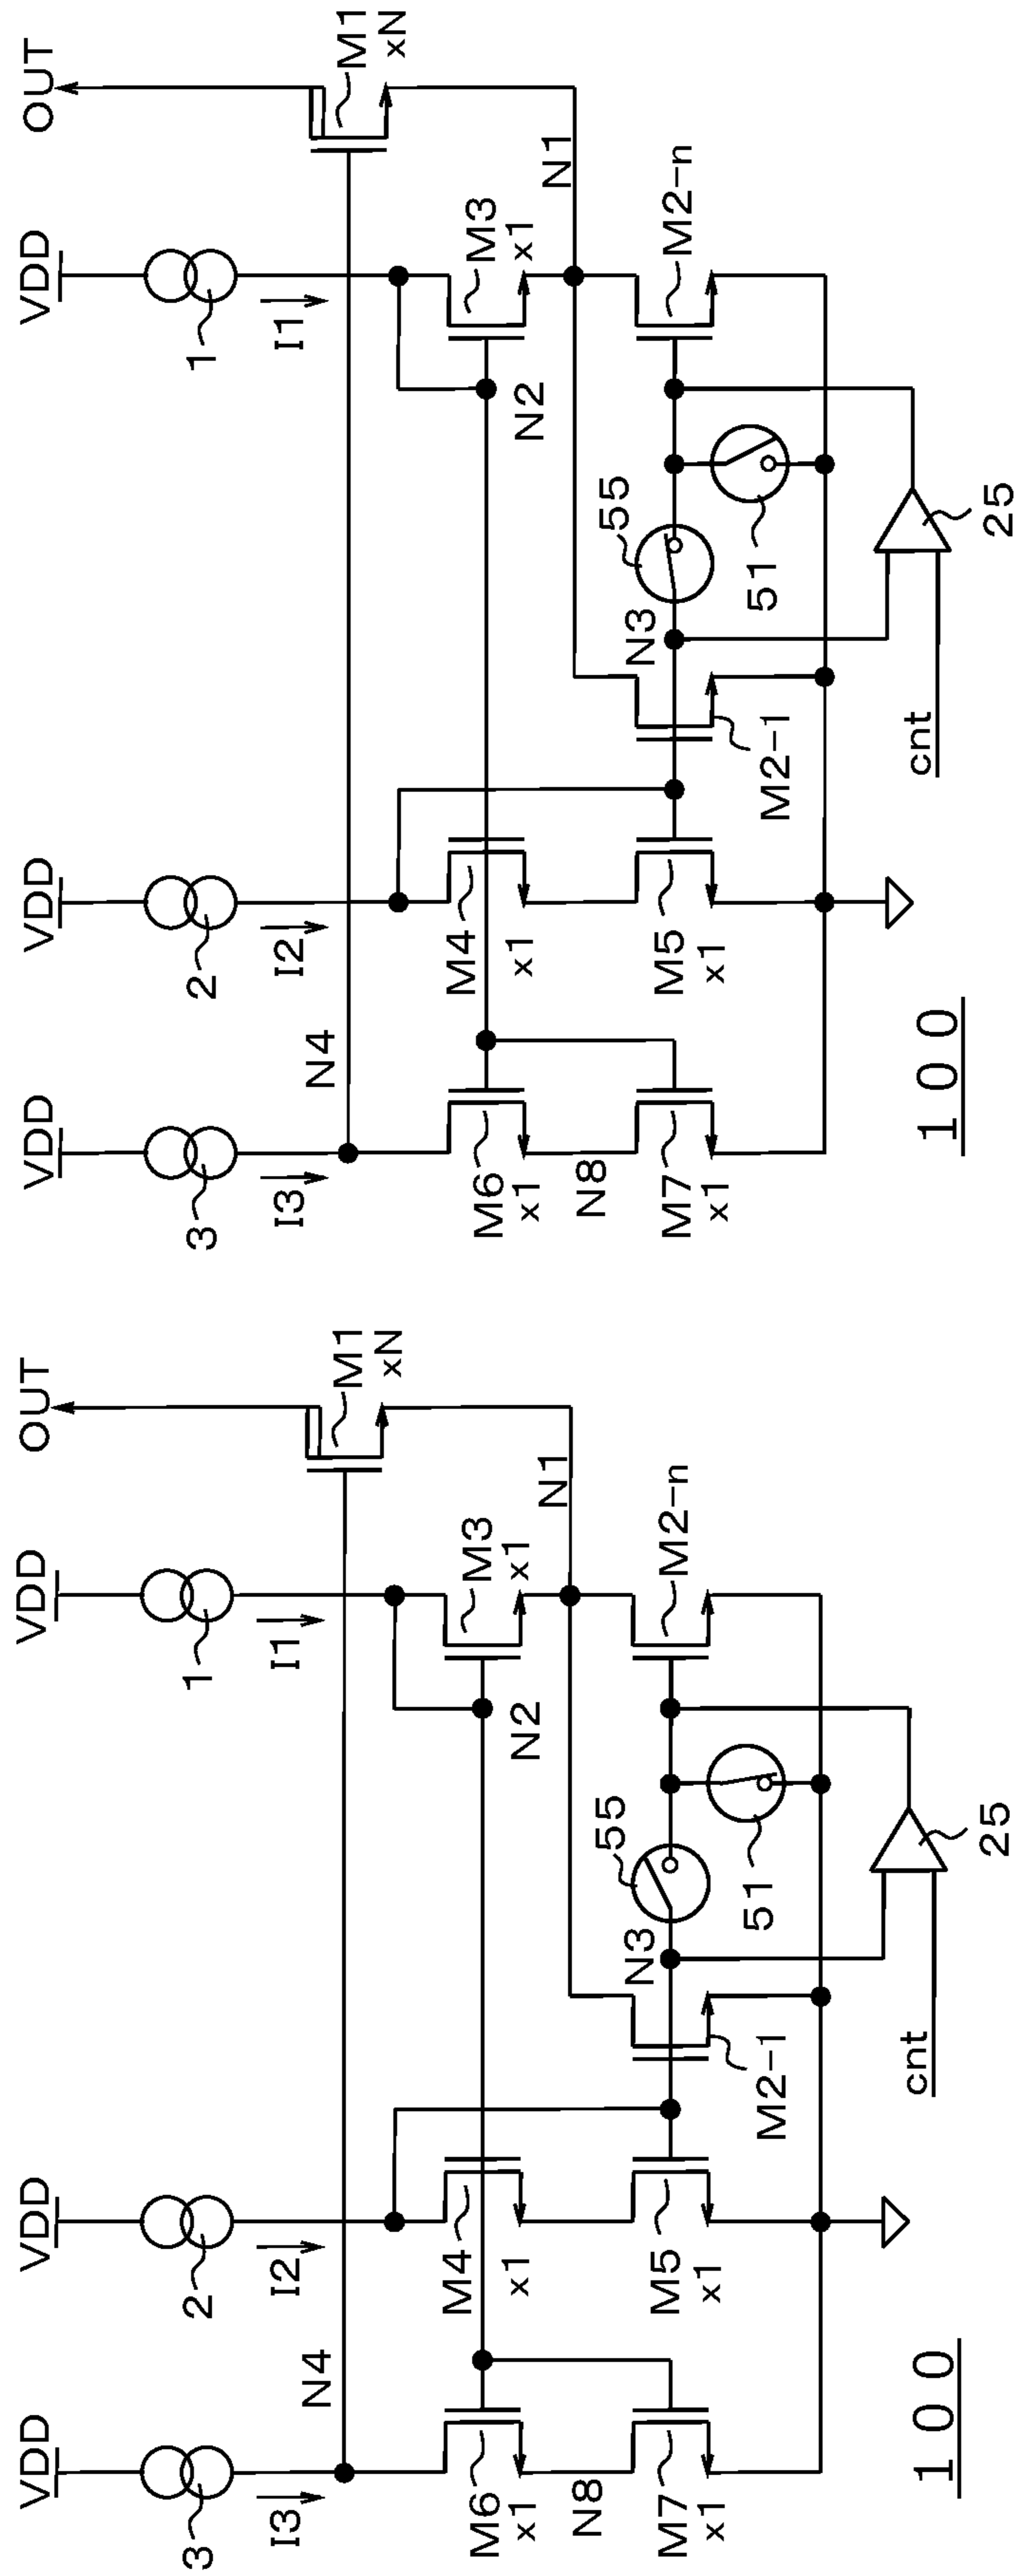 VDD
VDD
VDD
OUT
3
2
1
I3
I2
I1
N4
M1
xN
M6
x1
M4
x1
M3
x1
N2
N1
N8
M7
x1
M5
x1
N3
55
M2-n
M2-1
51
cnt
25
100
VDD
VDD
VDD
OUT
3
2
1
I3
I2
I1
N4
M1
xN
M6
x1
M4
x1
M3
x1
N2
N1
N8
M7
x1
M5
x1
N3
55
M2-n
M2-1
51
cnt
25
100